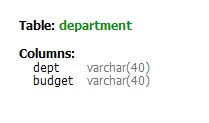 Table: department
Columns:
dept varchar(40)
budget varchar(40)